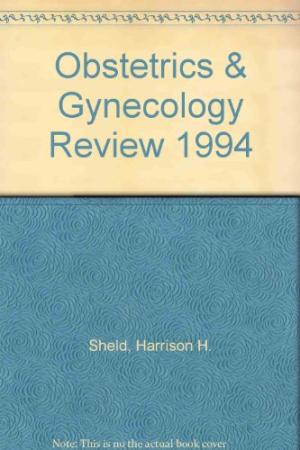 Obstetrics &
Gynecology
Review 1994
Sheld, Harrison H.
Note: This is no the actual book cover